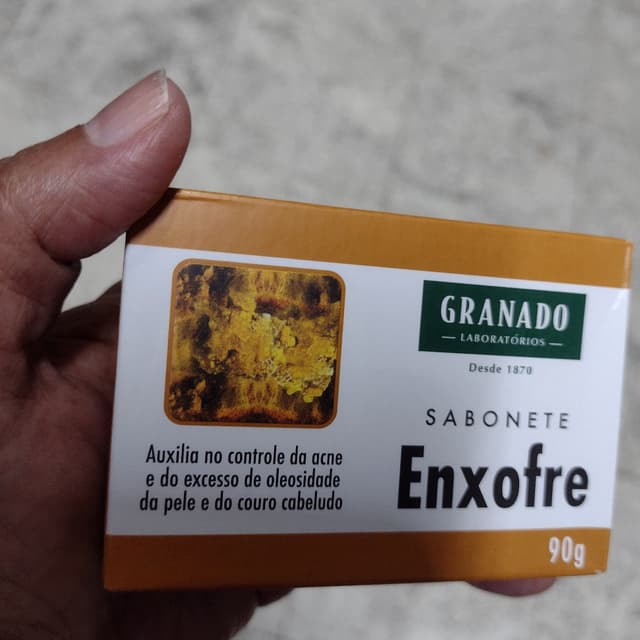 GRANADO
LABORATÓRIOS
Desde 1870
SABONETE
Enxofre
Auxilia no controle da acne
e do excesso de oleosidade
da pele e do couro cabeludo
90g